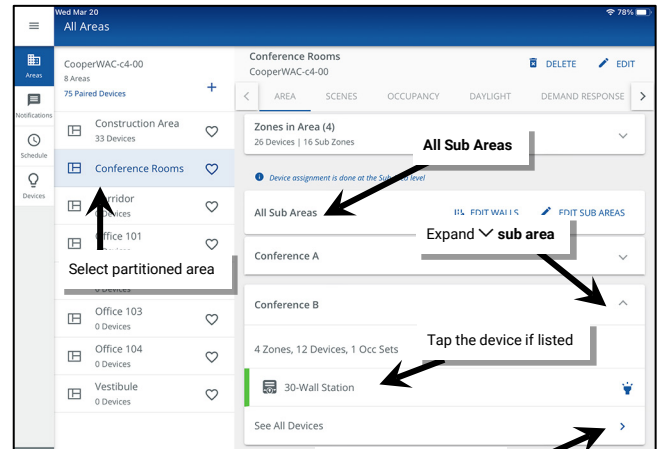 Wed Mar 20
78%
All Areas
Areas
Notifications
Schedule
Devices
CooperWAC-c4-00
8 Areas
75 Paired Devices
+
Construction Area
33 Devices
Conference Rooms
0 Devices
Office 101
Select partitioned area
0 Devices
Office 103
0 Devices
Office 104
0 Devices
Vestibule
0 Devices
Conference Rooms
CooperWAC-c4-00
DELETE
EDIT
AREA SCENES OCCUPANCY DAYLIGHT DEMAND RESPONSE
Zones in Area (4)
26 Devices | 16 Sub Zones
All Sub Areas
Device assignment is done at the
level
All Sub Areas
EDIT WALLS
EDIT SUB AREAS
Expand sub area
Conference A
Conference B
Tap the device if listed
4 Zones, 12 Devices, 1 Occ Sets
30-Wall Station
See All Devices